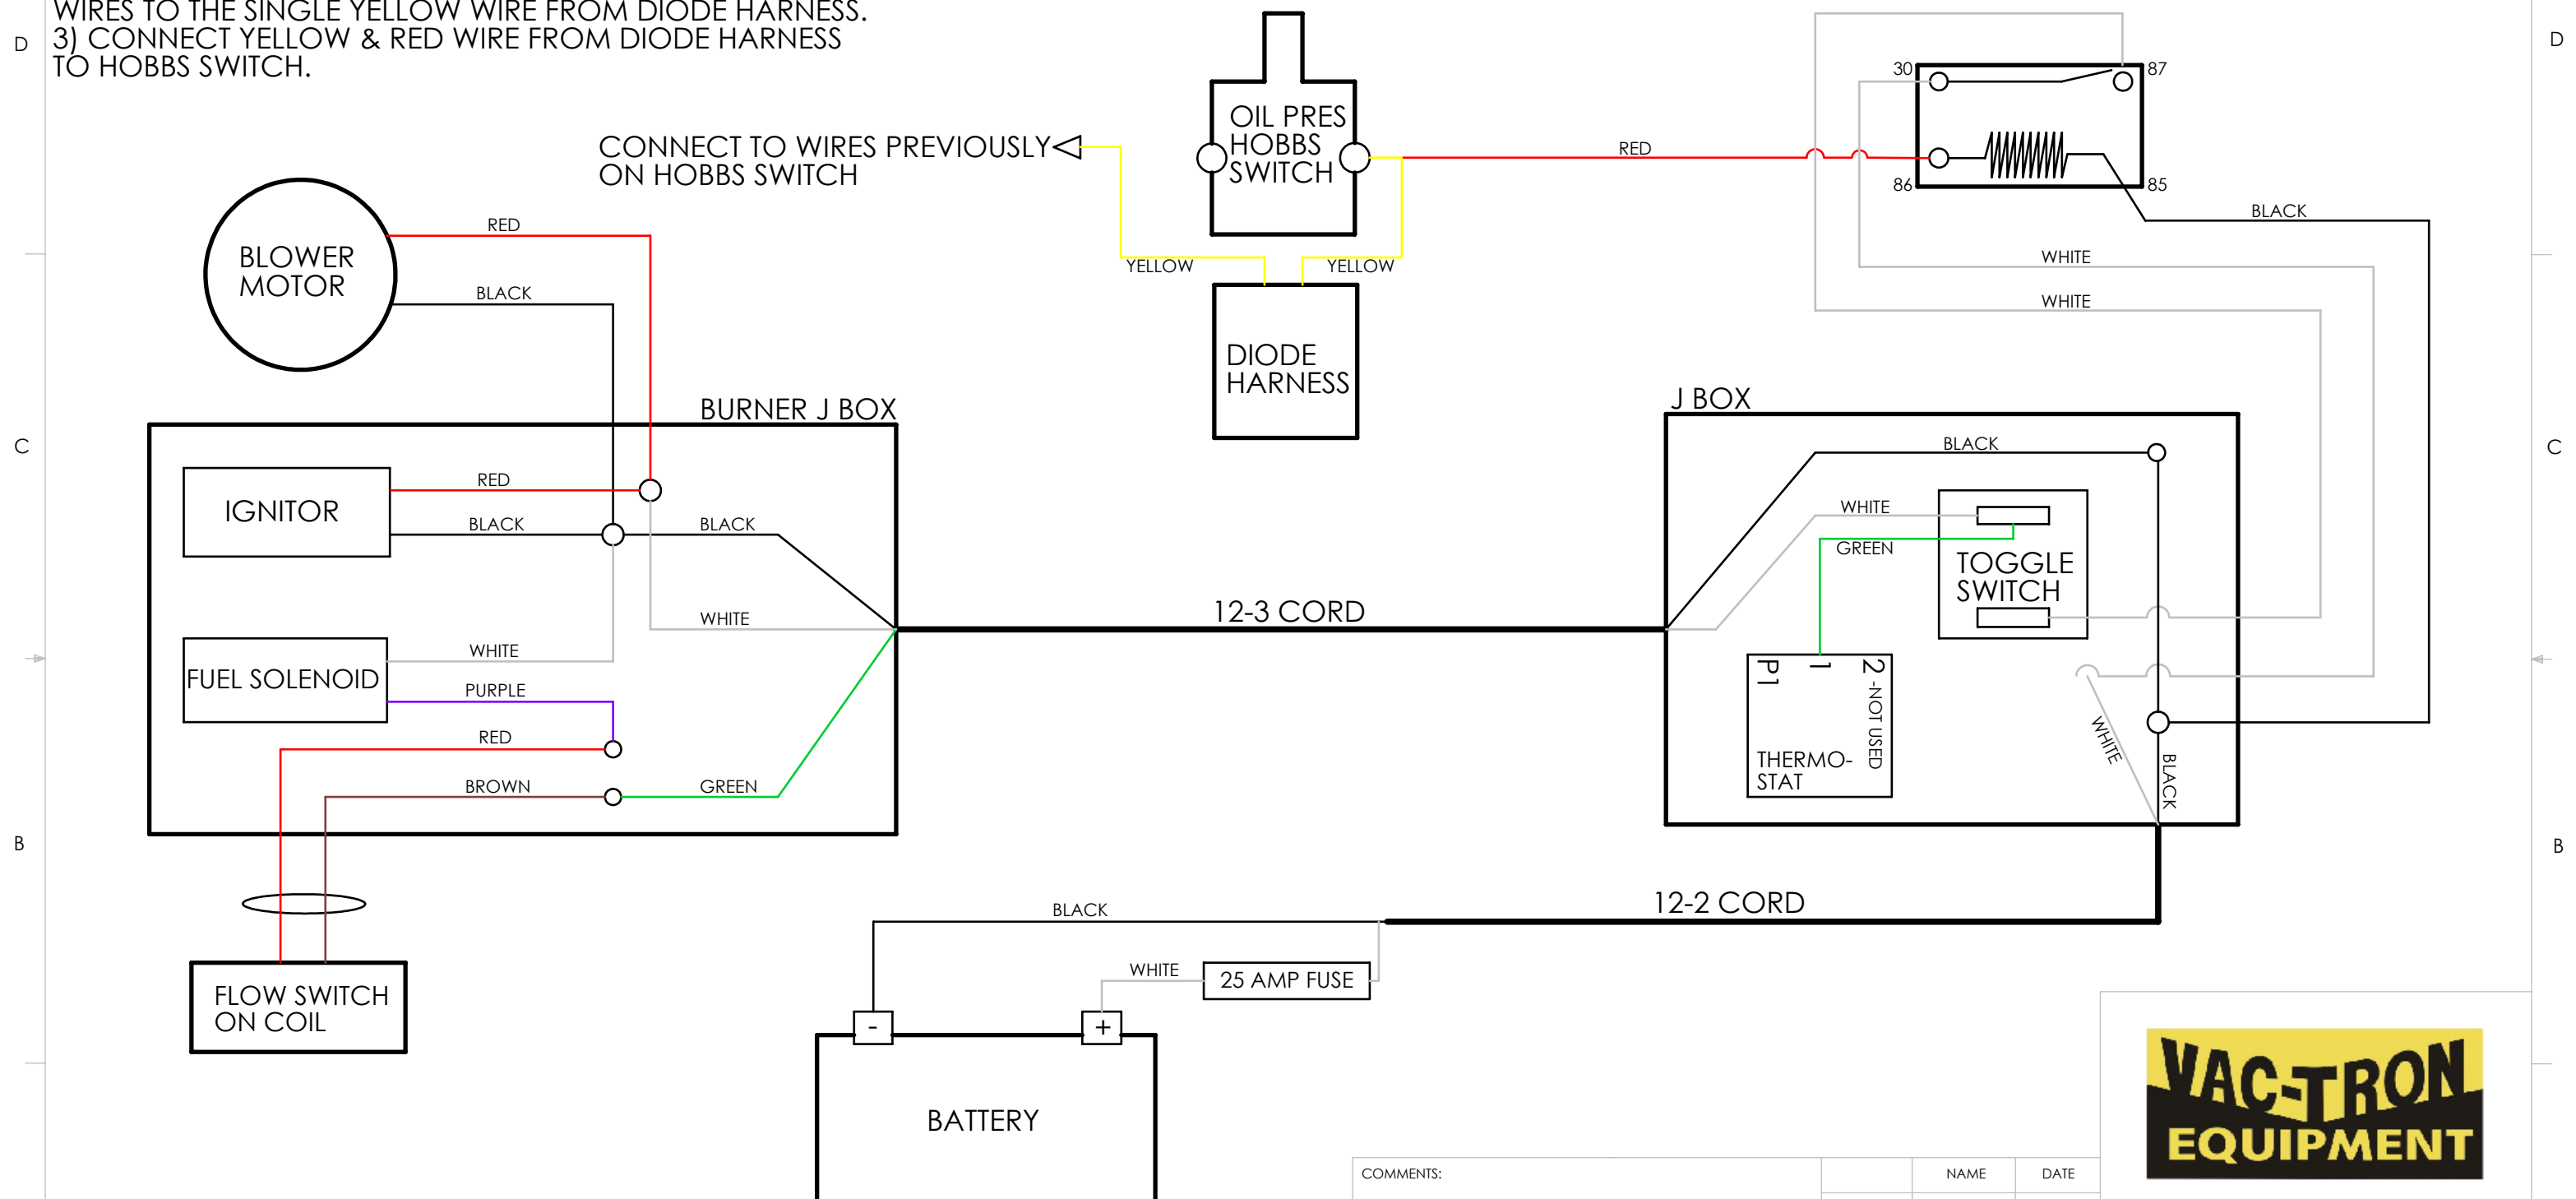 WIRES TO THE SINGLE YELLOW WIRE FROM DIODE HARNESS.
3) CONNECT YELLOW & RED WIRE FROM DIODE HARNESS
TO HOBBS SWITCH.
D
D
CONNECT TO WIRES PREVIOUSLY
ON HOBBS SWITCH
OIL PRES
HOBBS
SWITCH
RED
30
87
86
85
BLACK
WHITE
WHITE
YELLOW
YELLOW
DIODE
HARNESS
BLOWER
MOTOR
RED
BLACK
BURNER J BOX
C
IGNITOR
RED
BLACK
BLACK
WHITE
FUEL SOLENOID
WHITE
PURPLE
RED
BROWN
GREEN
12-3 CORD
J BOX
C
BLACK
WHITE
GREEN
TOGGLE
SWITCH
P1
1
2 -NOT USED
THERMO-
STAT
WHITE
BLACK
B
B
FLOW SWITCH
ON COIL
BLACK
12-2 CORD
WHITE
25 AMP FUSE
-
+
BATTERY
VAC-TRON
EQUIPMENT
COMMENTS:
NAME
DATE